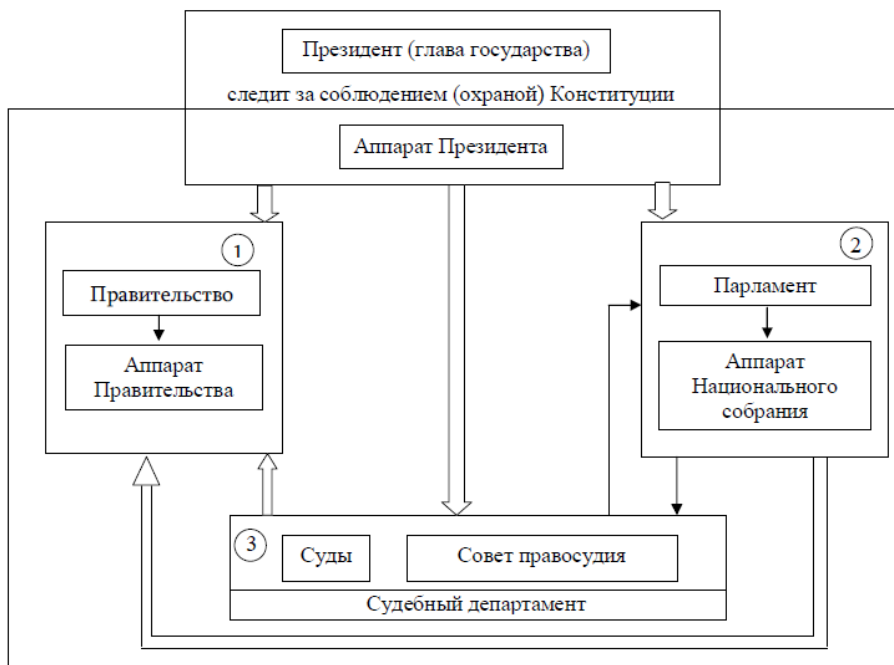 Президент (глава государства)
следит за соблюдением (охраной) Конституции
Аппарат Президента
1
Правительство
Аппарат
Правительства
2
Парламент
Аппарат
Национального
собрания
3
Суды
Совет правосудия
Судебный департамент